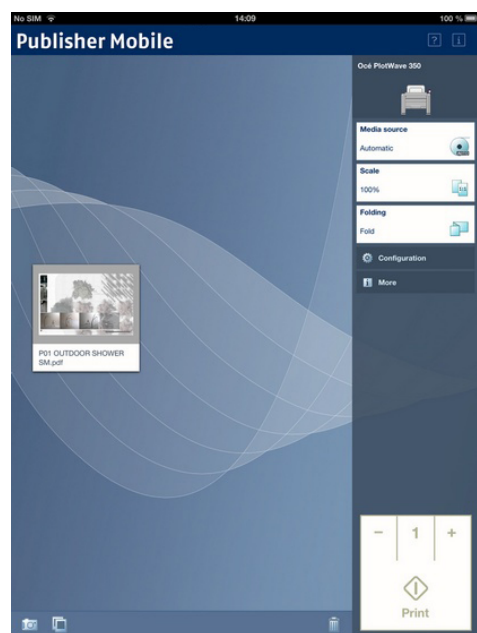 No SIM 14:09 100 %
Publisher Mobile
Océ PlotWave 350
Media source
Automatic
Scale
100%
Folding
Fold
Configuration
More
P01 OUTDOOR SHOWER
SM.pdf
− 1 +
Print